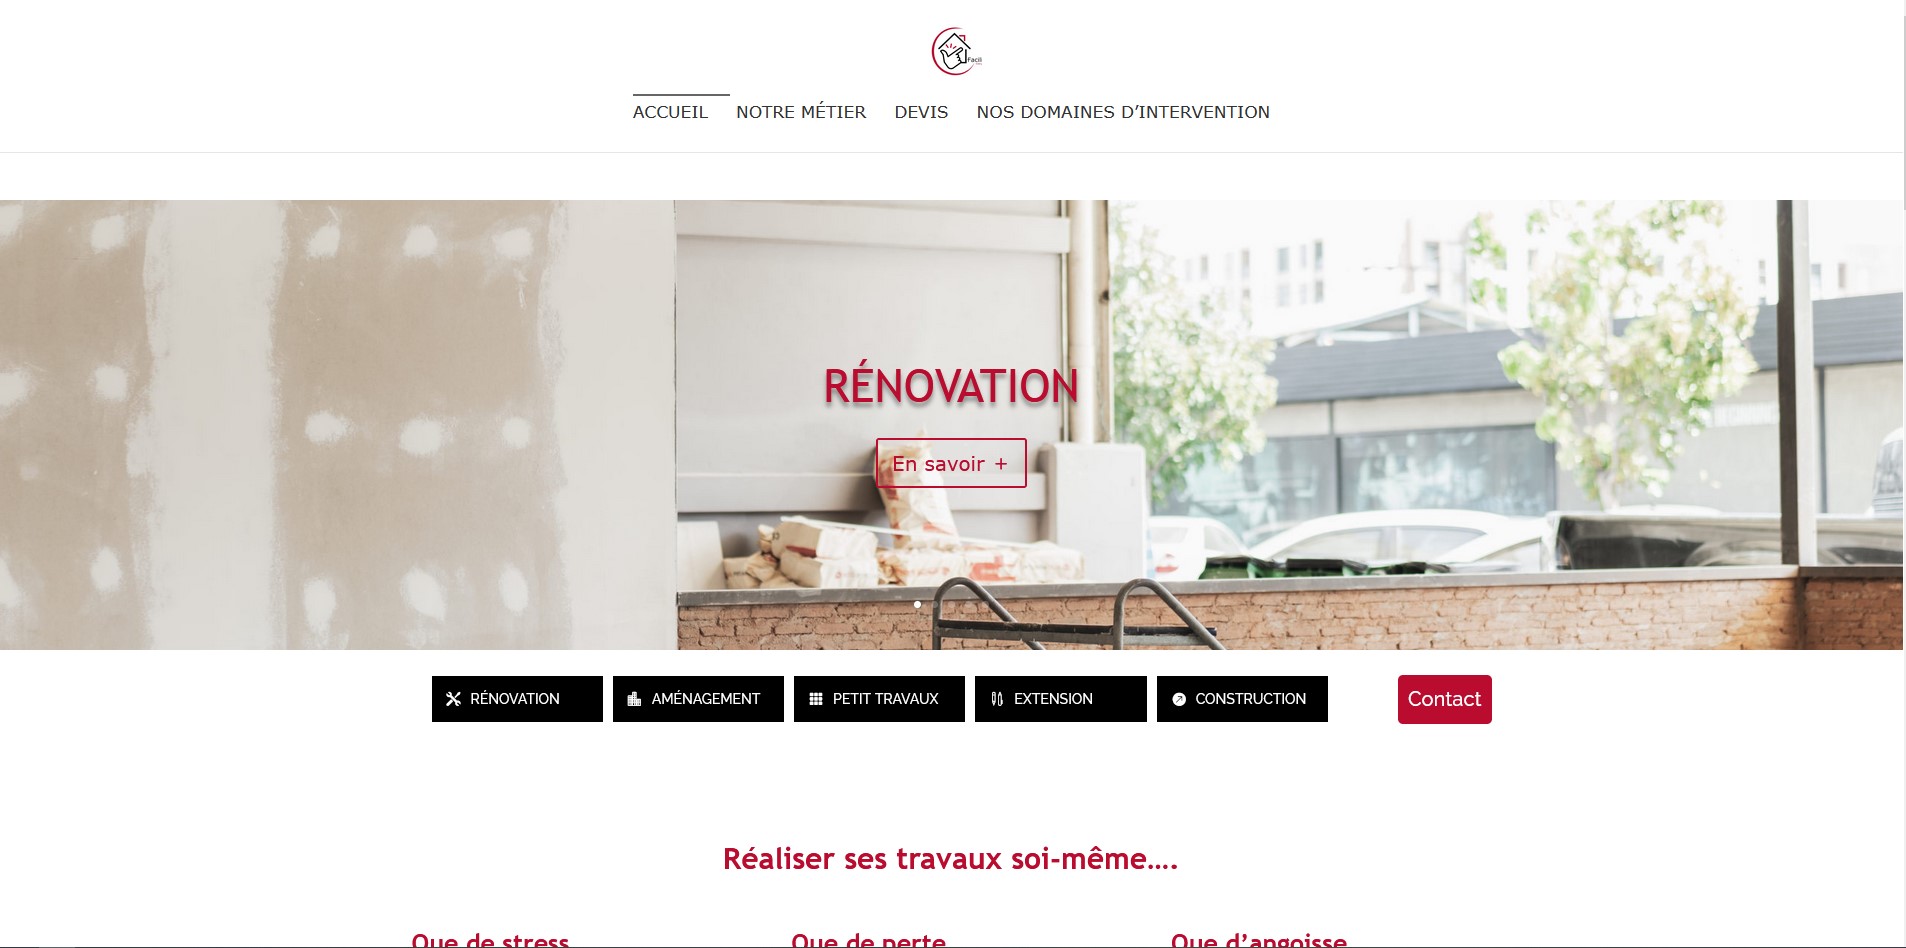 Facili
ACCUEIL NOTRE MÉTIER DEVIS NOS DOMAINES D’INTERVENTION
RÉNOVATION
En savoir +
RÉNOVATION AMÉNAGEMENT PETIT TRAVAUX EXTENSION CONSTRUCTION Contact
Réaliser ses travaux soi-même....
Que de stress Que de perte Que d’angoisse